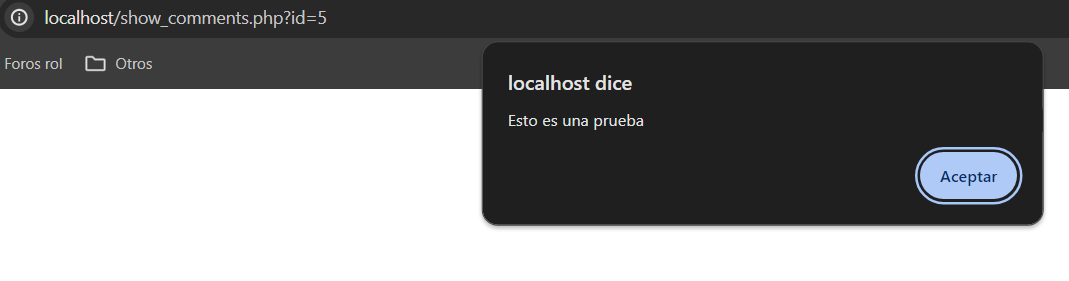 localhost/show_comments.php?id=5
Foros rol
Otros
localhost dice
Esto es una prueba
Aceptar